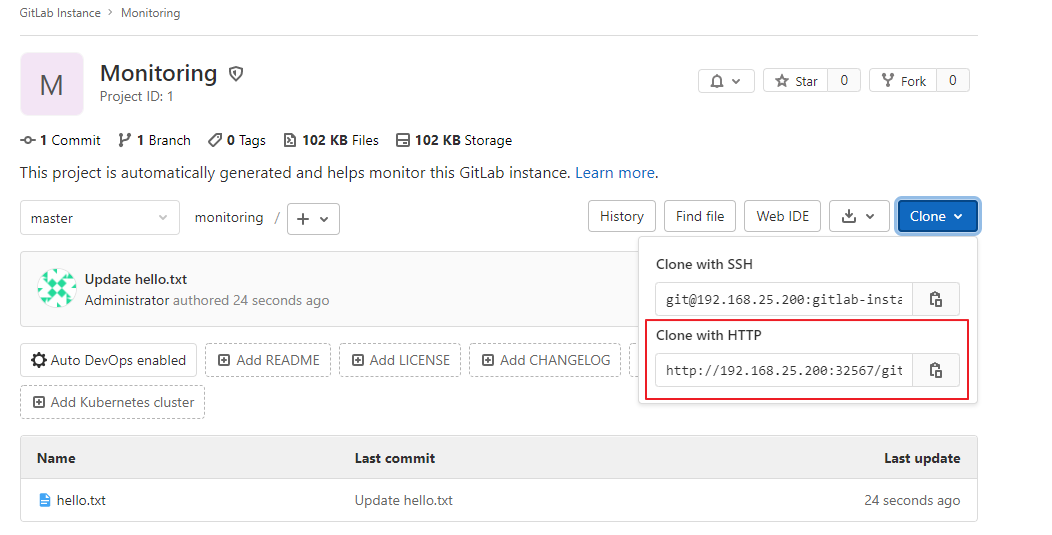 GitLab Instance > Monitoring
M
Monitoring
Project ID: 1
Star 0
Fork 0
1 Commit 1 Branch 0 Tags 102 KB Files 102 KB Storage
This project is automatically generated and helps monitor this GitLab instance. Learn more.
master
monitoring / +
History Find file Web IDE Clone
Clone with SSH
git@192.168.25.200:gitlab-insta
Clone with HTTP
http://192.168.25.200:32567/git
Update hello.txt
Administrator authored 24 seconds ago
Auto DevOps enabled Add README Add LICENSE Add CHANGELOG
Add Kubernetes cluster
Name Last commit Last update
hello.txt Update hello.txt 24 seconds ago